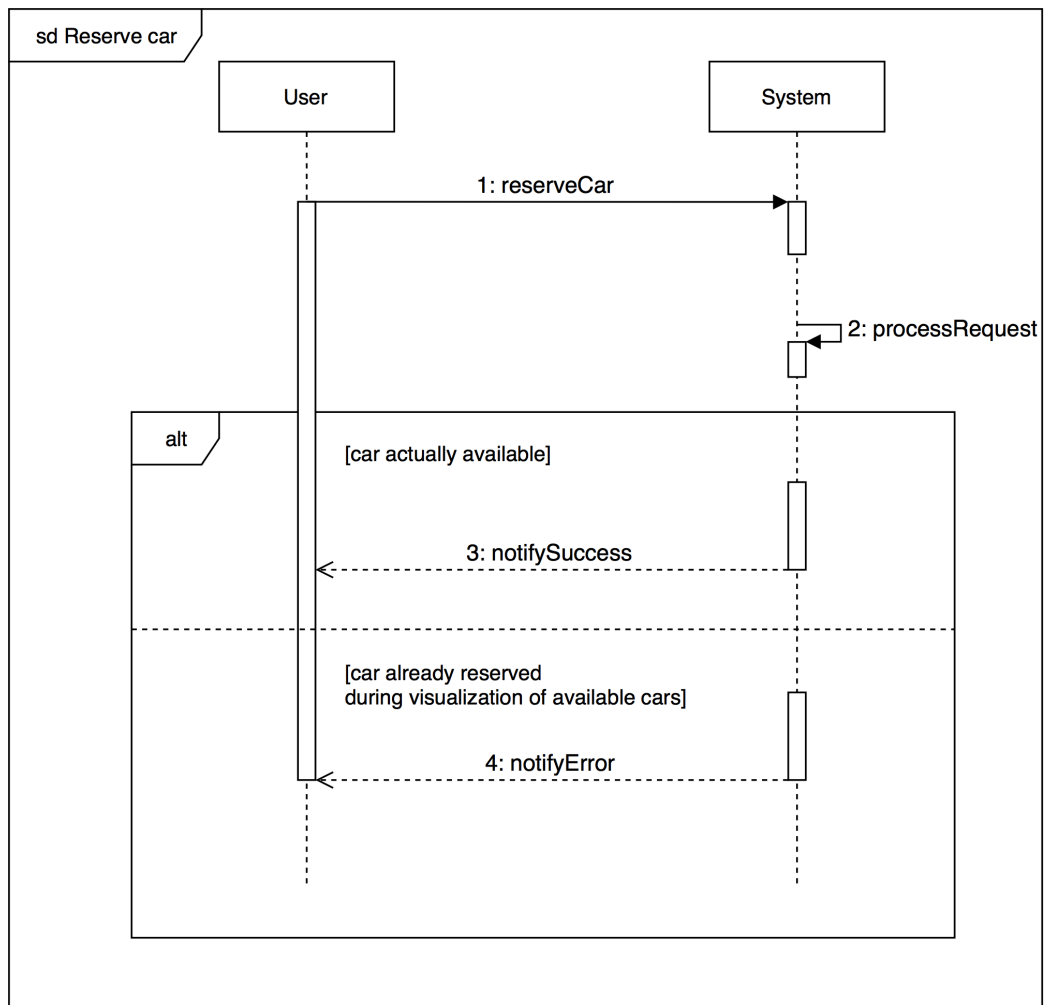 sd Reserve car
User
System
1: reserveCar
2: processRequest
alt
[car actually available]
3: notifySuccess
[car already reserved
during visualization of available cars]
4: notifyError